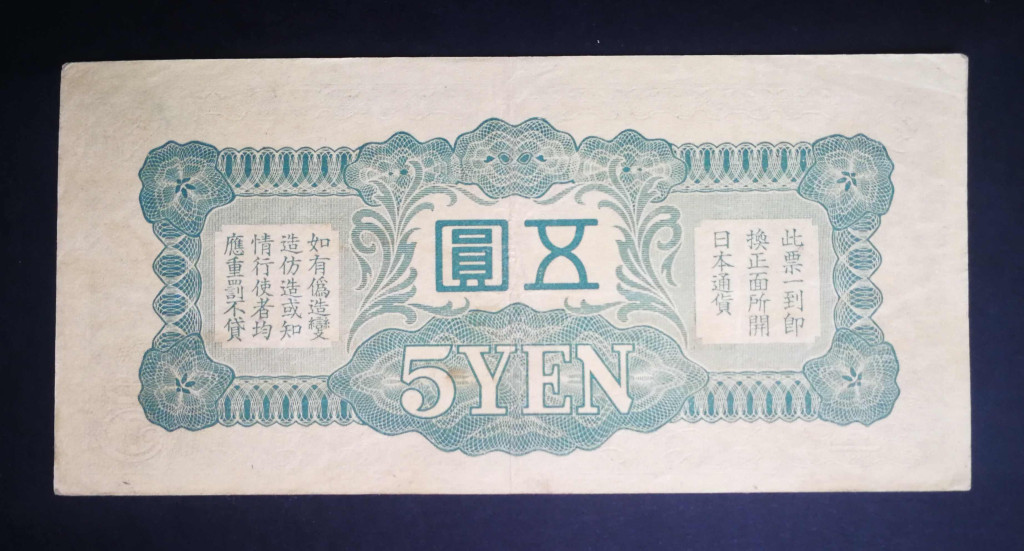 五圓
此票一到卽
換正面所開
日本通貨
如有僞造變
造仿造或知
情行使者均
應重罰不貸
5YEN